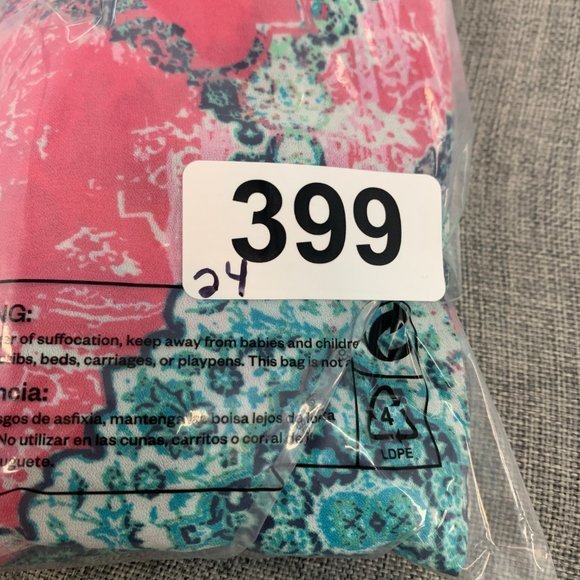 399
24
NG:
er of suffocation, keep away from babies and childre
ribs, beds, carriages, or playpens. This bag is not a
ncia:
sgos de asfixia, mantenga la bolsa lejos de
No utilizar en las cunas, carritos o corral de
uguete.
4
LDPE